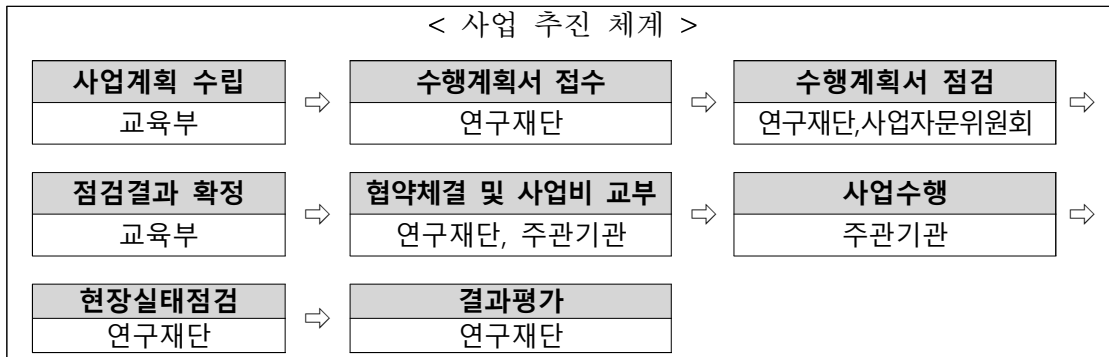 < 사업 추진 체계 >
사업계획 수립 ⇨ 수행계획서 접수 ⇨ 수행계획서 점검 ⇨
교육부 연구재단 연구재단,사업자문위원회
점검결과 확정 ⇨ 협약체결 및 사업비 교부 ⇨ 사업수행 ⇨
교육부 연구재단, 주관기관 주관기관
현장실태점검 ⇨ 결과평가
연구재단 연구재단